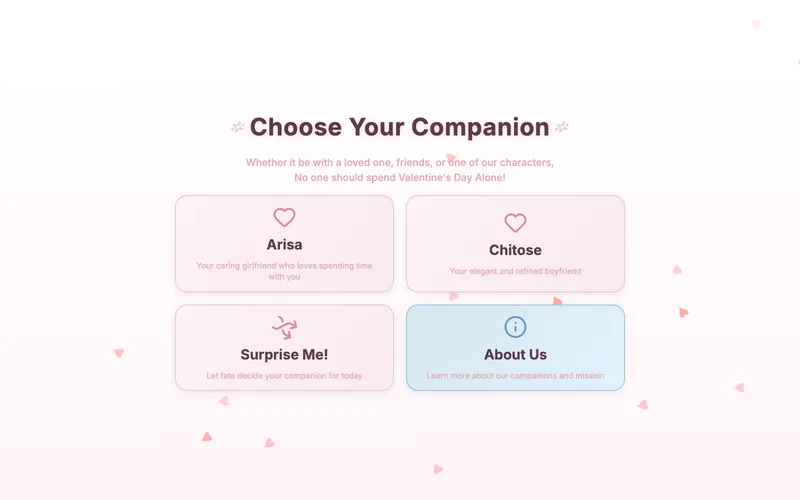 Choose Your Companion
Whether it be with a loved one, friends, or one of our characters,
No one should spend Valentine's Day Alone!
Arisa
Your caring girlfriend who loves spending time
with you
Chitose
Your elegant and refined boyfriend
Surprise Me!
Let fate decide your companion for today
About Us
Learn more about our companions and mission